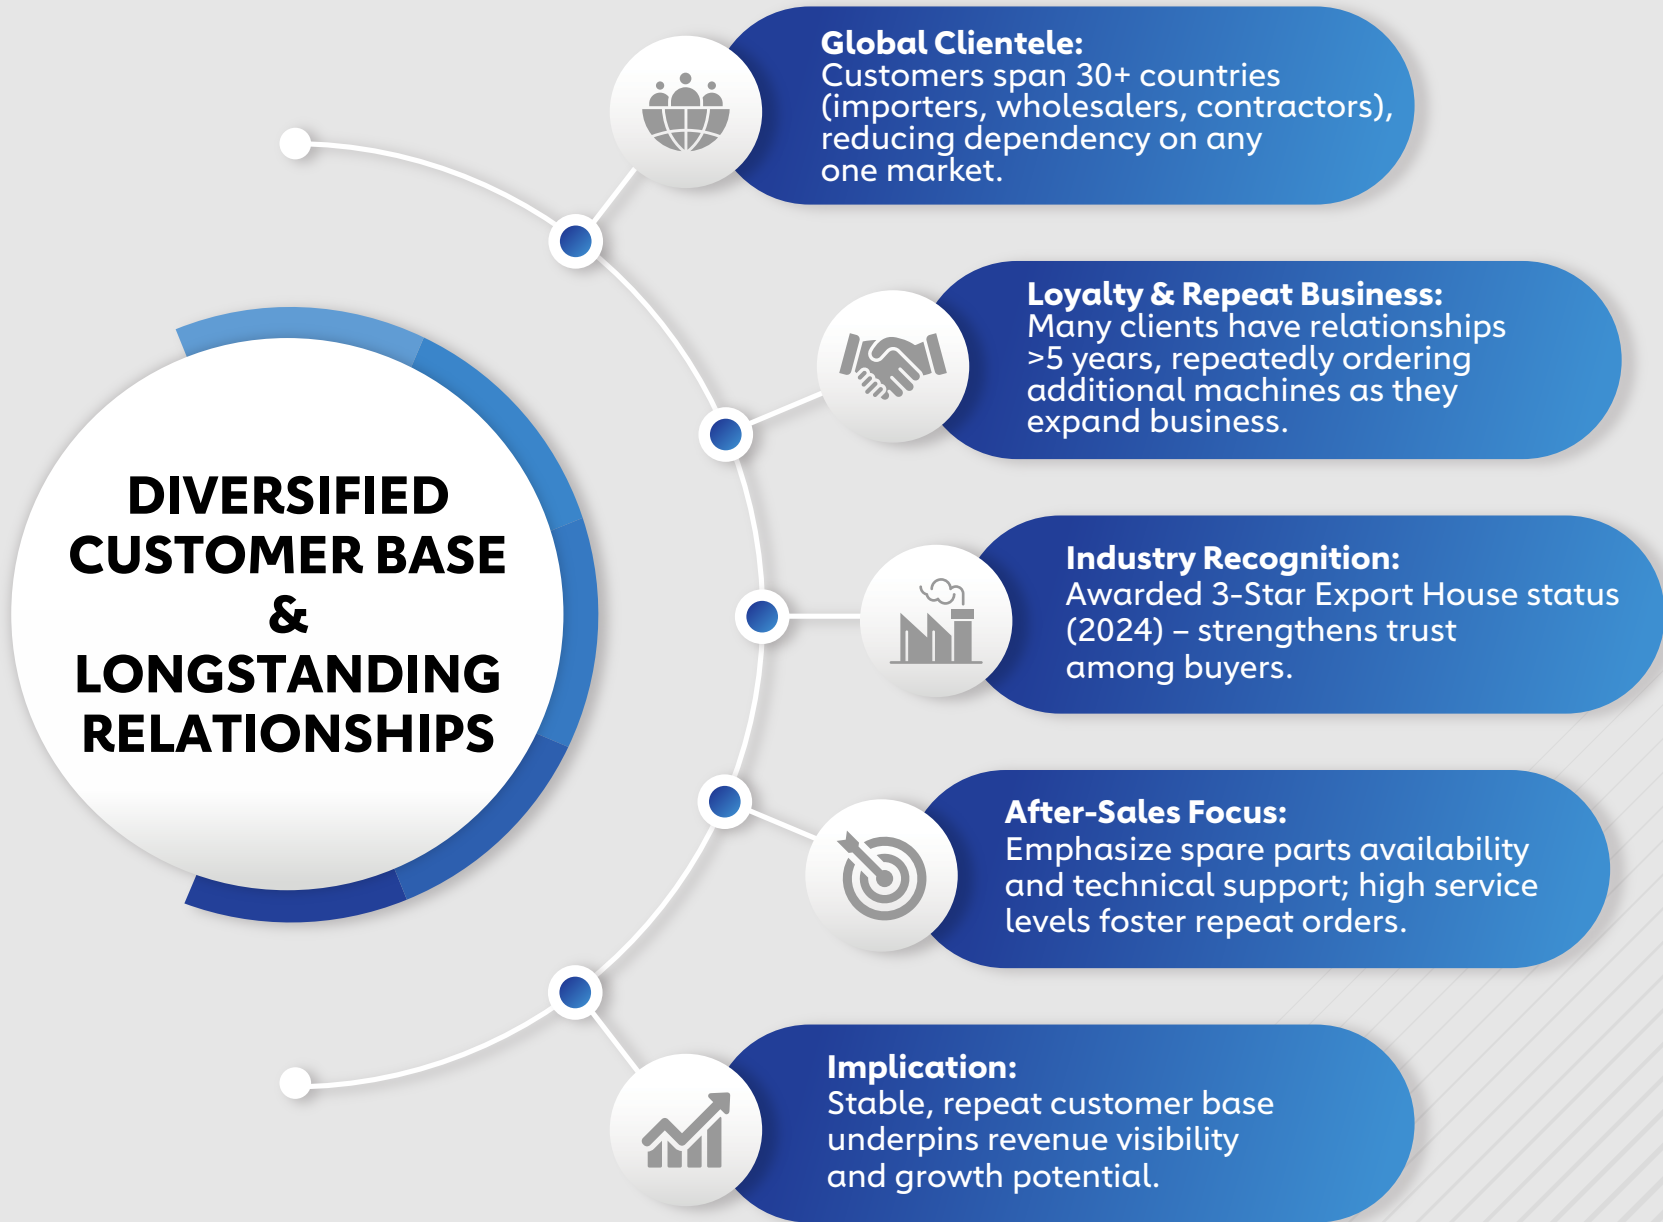 DIVERSIFIED
CUSTOMER BASE
&
LONGSTANDING
RELATIONSHIPS
Global Clientele:
Customers span 30+ countries
(importers, wholesalers, contractors),
reducing dependency on any
one market.
Loyalty & Repeat Business:
Many clients have relationships
>5 years, repeatedly ordering
additional machines as they
expand business.
Industry Recognition:
Awarded 3-Star Export House status
(2024) – strengthens trust
among buyers.
After-Sales Focus:
Emphasize spare parts availability
and technical support; high service
levels foster repeat orders.
Implication:
Stable, repeat customer base
underpins revenue visibility
and growth potential.